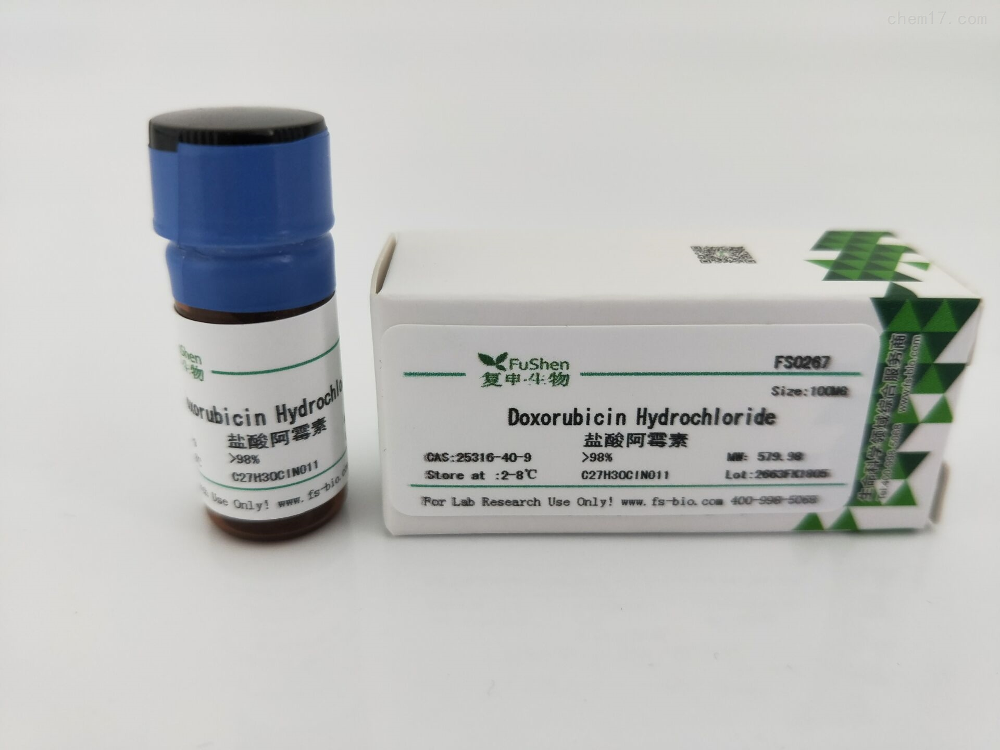 chem17.com
Shen
生物
oxorubicin Hydrochlo
盐酸阿霉素
>98%
℃
C27H30ClNO11
Use Only! www.fs-bio.co
FuShen
复申·生物
FS0267
Size:100MG
Doxorubicin Hydrochloride
盐酸阿霉素
CAS:25316-40-9 >98% MW: 579.98
Store at :2-8℃ C27H30ClNO11 Lot:2663FX1805
For Lab Research Use Only! www.fs-bio.com 400-998-5068
生命科学领域综合服务商
Tel.400-998-5068 www.fs-bio.com